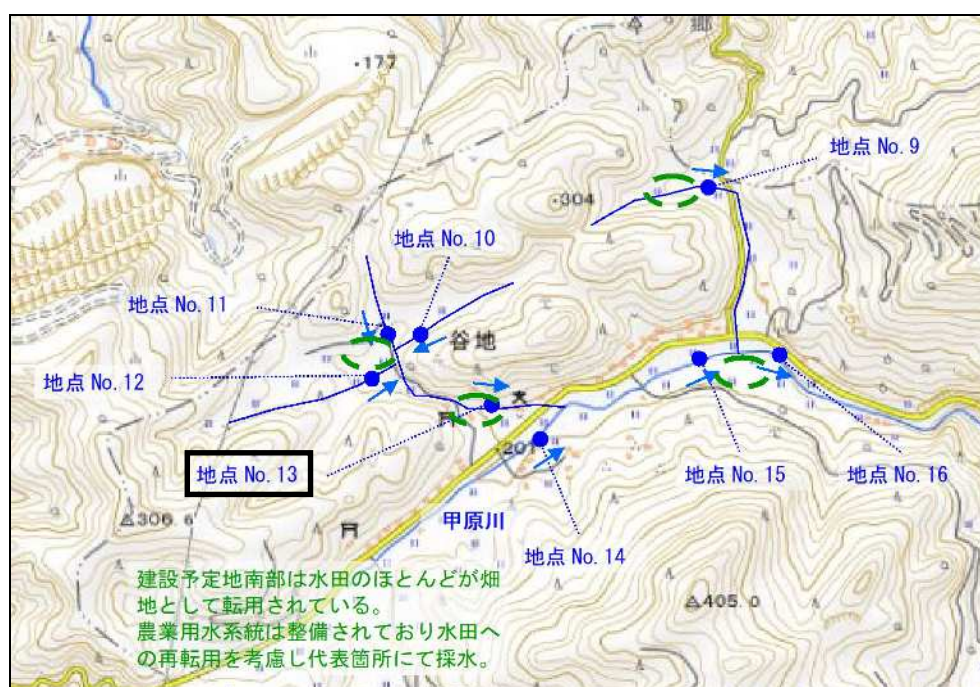 郷
・177
地点 No. 9
304
地点 No. 10
地点 No. 11
谷地
地点 No. 12
・201
地点 No. 13
地点 No. 15
地点 No. 16
甲原川
306. 6
地点 No. 14
405. 0
建設予定地南部は水田のほとんどが畑
地として転用されている。
農業用水系統は整備されており水田へ
の再転用を考慮し代表箇所にて採水。